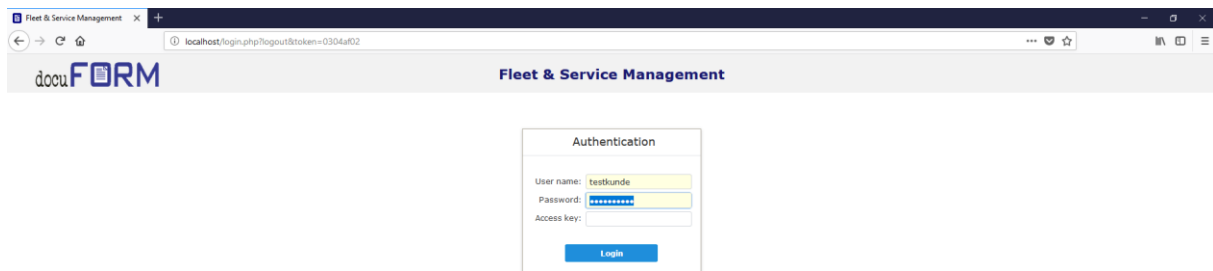 Fleet & Service Management
localhost/login.php?logout&token=0304af02
docuFORM
Fleet & Service Management
Authentication
User name: testkunde
Password: ••••••••••
Access key:
Login